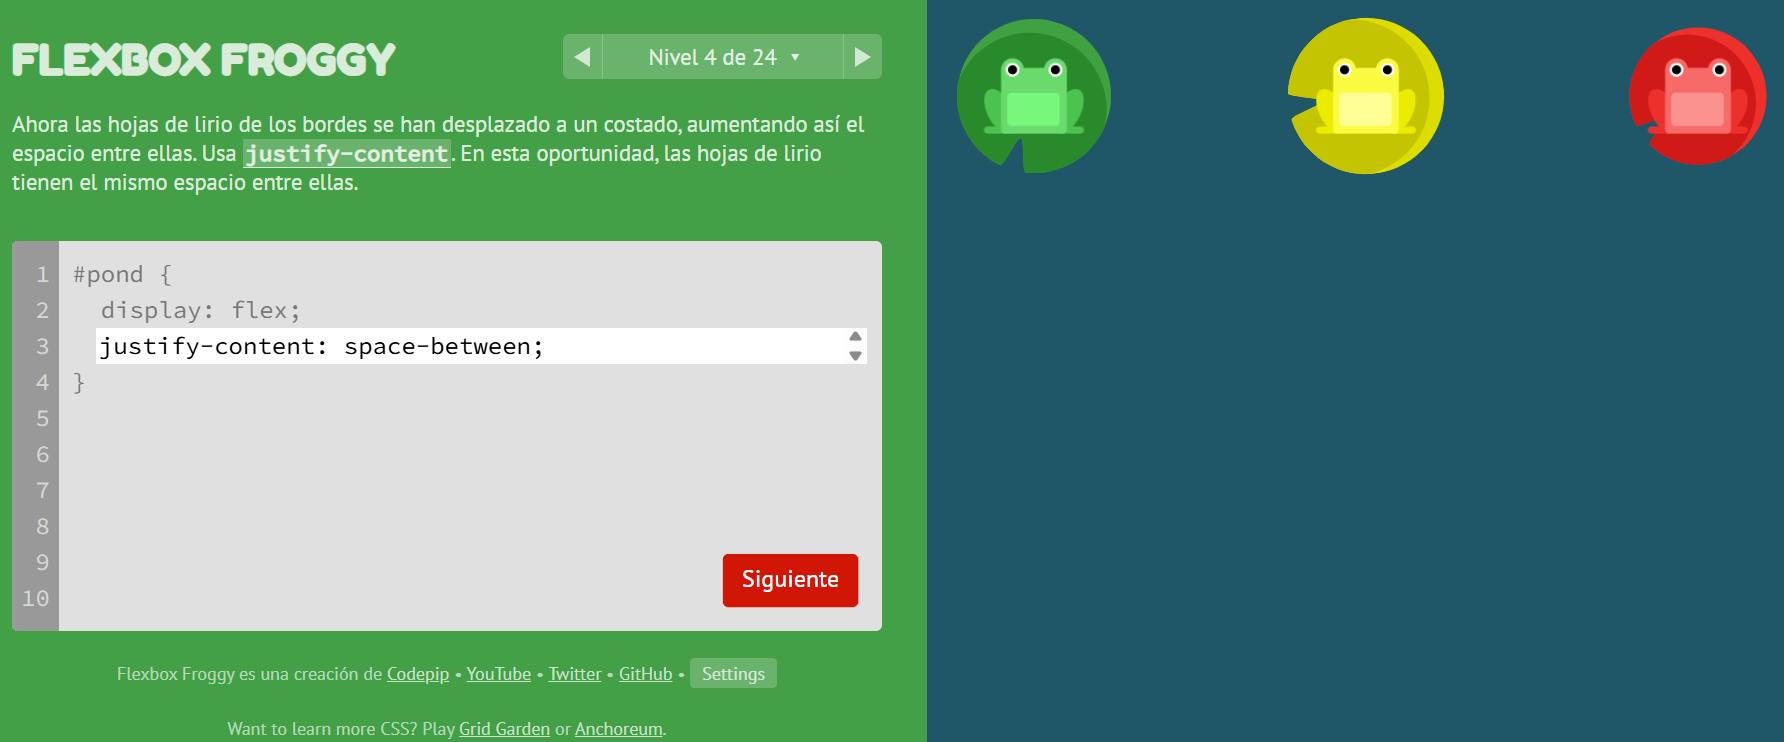 FLEXBOX FROGGY
Nivel 4 de 24
Ahora las hojas de lirio de los bordes se han desplazado a un costado, aumentando así el
espacio entre ellas. Usa justify-content. En esta oportunidad, las hojas de lirio
tienen el mismo espacio entre ellas.
1 #pond {
2 display: flex;
3 justify-content: space-between;
4 }
5
6
7
8
9
10
Siguiente
Flexbox Froggy es una creación de Codepip • YouTube • Twitter • GitHub • Settings
Want to learn more CSS? Play Grid Garden or Anchoreum.